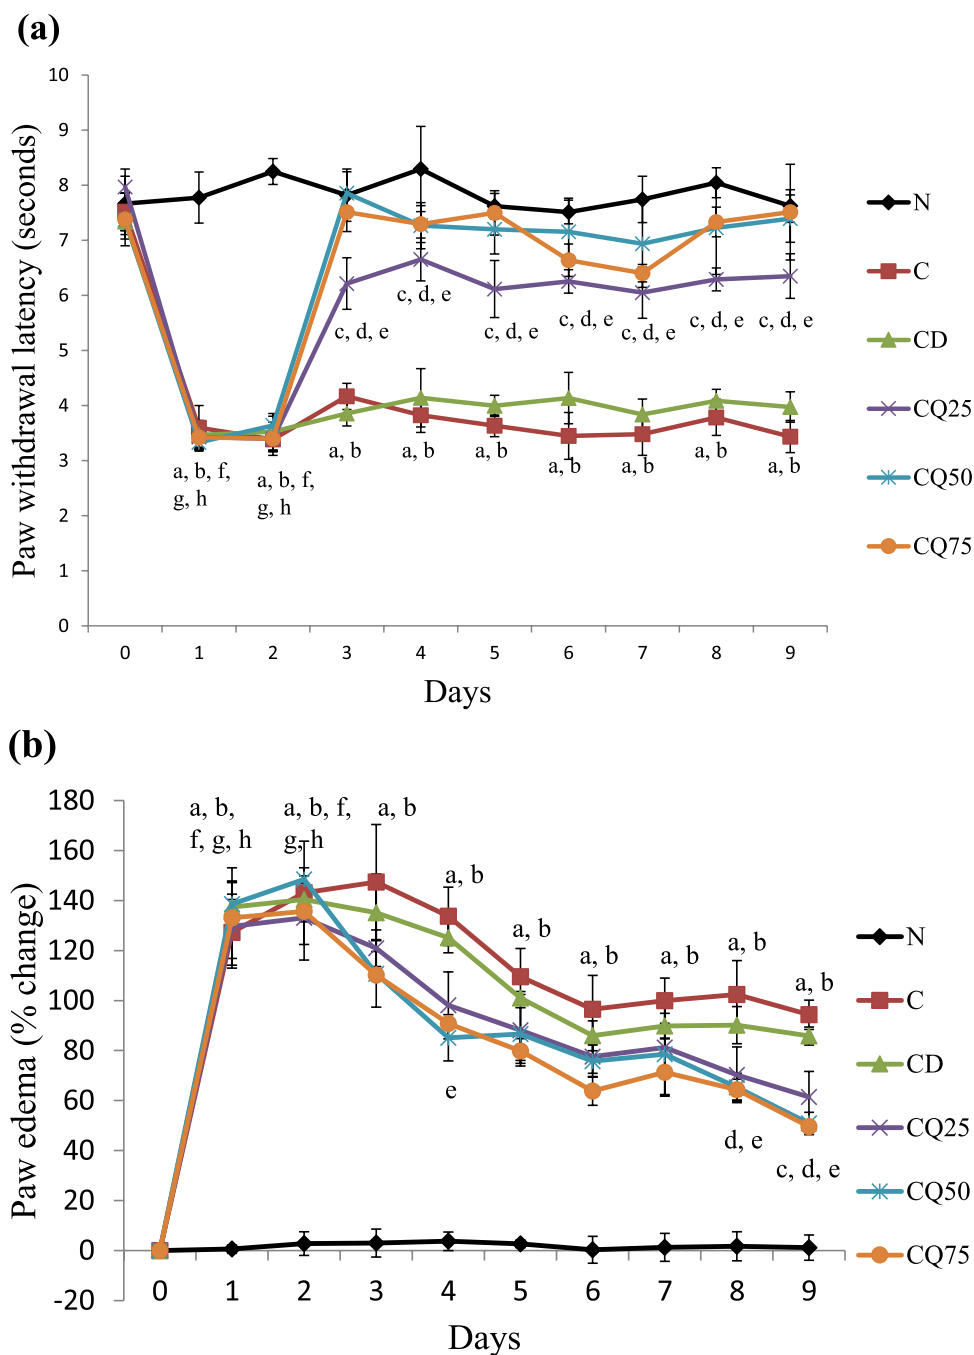 (a)
Paw withdrawal latency (seconds)
10
9
8
7
6
5
4
3
2
1
0
c, d, e
c, d, e
c, d, e
c, d, e
c, d, e
c, d, e
c, d, e
a, b, f,
g, h
a, b, f,
g, h
a, b
a, b
a, b
a, b
a, b
a, b
a, b
0 1 2 3 4 5 6 7 8 9
Days
N
C
CD
CQ25
CQ50
CQ75
(b)
Paw edema (% change)
180
160
140
120
100
80
60
40
20
0
-20
a, b,
f, g, h
a, b, f,
g, h
a, b
a, b
a, b
a, b
a, b
a, b
a, b
e
d, e
c, d, e
0 1 2 3 4 5 6 7 8 9
Days
N
C
CD
CQ25
CQ50
CQ75